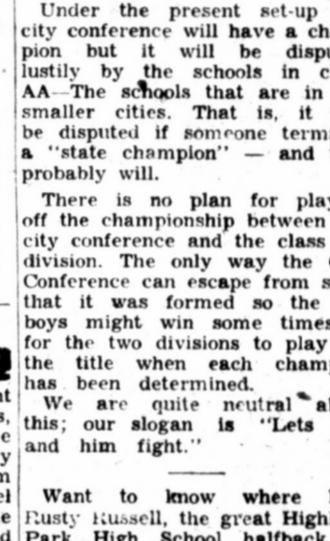 Under the present set-up
city conference will have a ch
pion but it will be dispu
lustily by the schools in c
AA—The schools that are in
smaller cities. That is, it
be disputed if someone term
a "state champion" — and
probably will.
There is no plan for play
off the championship between
city conference and the class
division. The only way the
Conference can escape from s
that it was formed so the
boys might win some times
for the two divisions to play
the title when each cham
has been determined.
We are quite neutral a
this; our slogan is "Lets
and him fight."
Want to know where
Rusty Russell, the great High
Park High School halfback